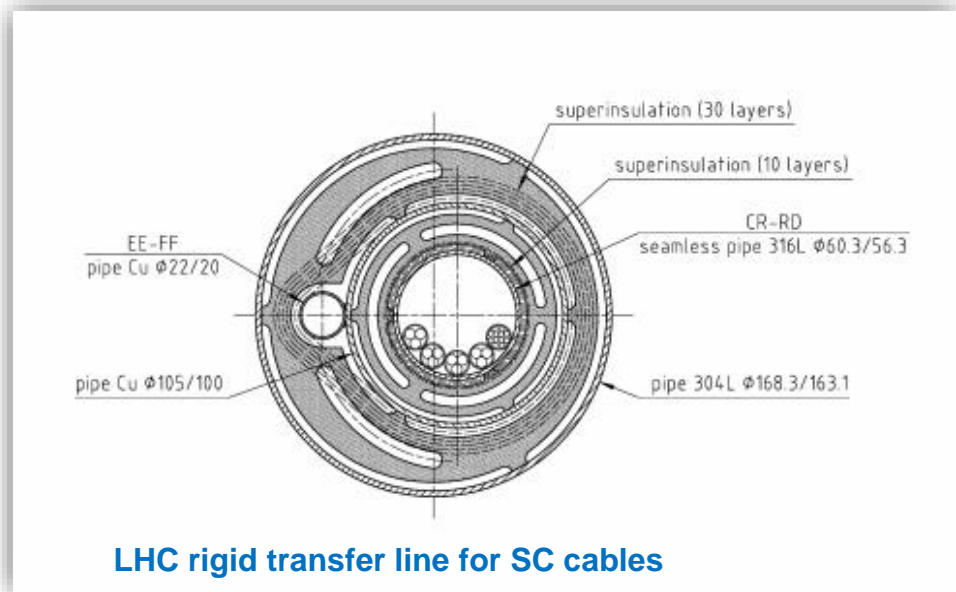 superinsulation (30 layers)
superinsulation (10 layers)
CR-RD
seamless pipe 316L Φ60.3/56.3
EE-FF
pipe Cu Φ22/20
pipe Cu Φ105/100
pipe 304L Φ168.3/163.1
LHC rigid transfer line for SC cables